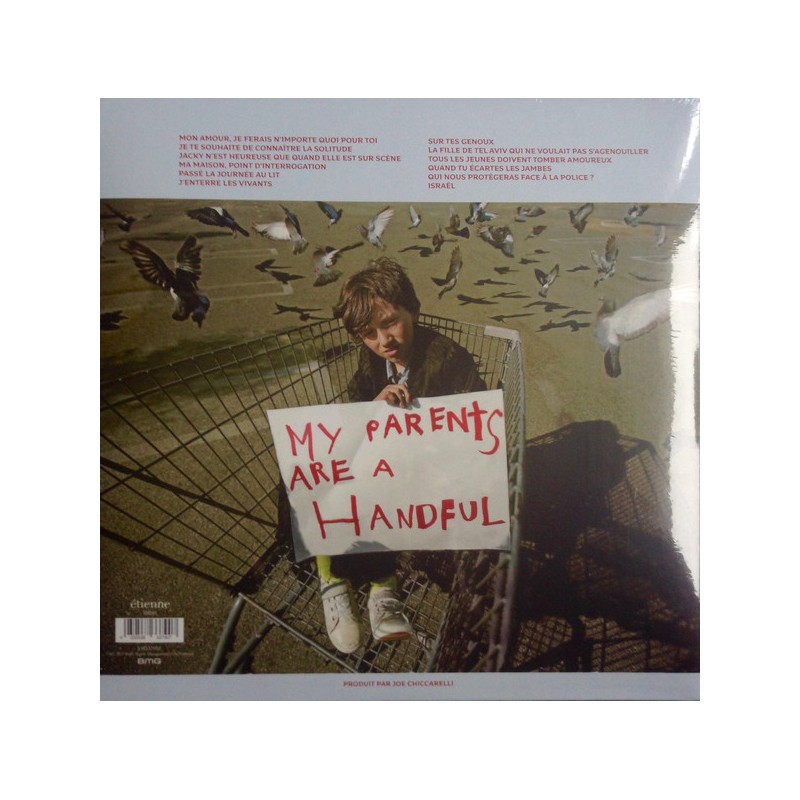 MON AMOUR, JE FERAIS N'IMPORTE QUOI POUR TOI
JE TE SOUHAITE DE CONNAÎTRE LA SOLITUDE
JACKY N'EST HEUREUSE QUE QUAND ELLE EST SUR SCÈNE
MA MAISON, POINT D'INTERROGATION
PASSÉ LA JOURNÉE AU LIT
J'ENTERRE LES VIVANTS
SUR TES GENOUX
LA FILLE DE TEL AVIV QUI NE VOULAIT PAS S'AGENOUILLER
TOUS LES JEUNES DOIVENT TOMBER AMOUREUX
QUAND TU ÉCARTES LES JAMBES
QUI NOUS PROTÈGERAS FACE À LA POLICE ?
ISRAËL
MY PARENTS
ARE A
HANDFUL
étienne
BMG
PRODUIT PAR JOE CHICCARELLI